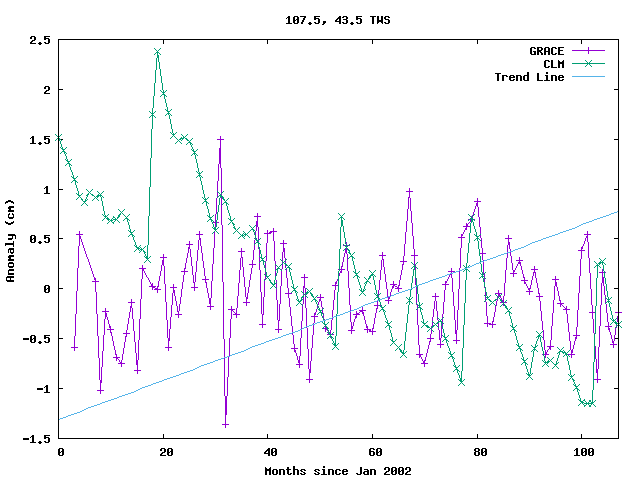 107.5, 43.5 TWS
GRACE
CLM
Trend Line
2.5
2
1.5
1
0.5
0
-0.5
-1
-1.5
Anomaly (cm)
0 20 40 60 80 100
Months since Jan 2002